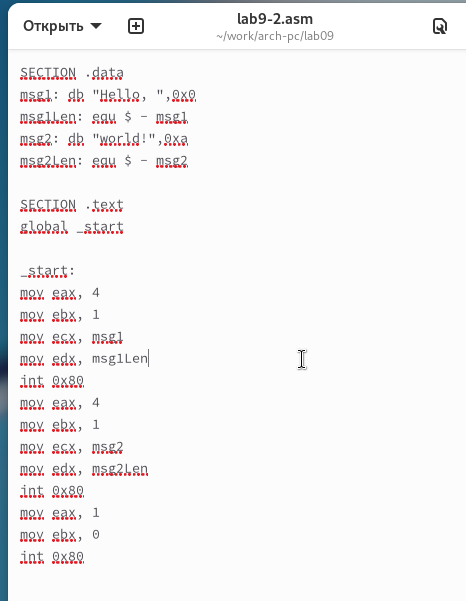 Открыть
lab9-2.asm
~/work/arch-pc/lab09
SECTION .data
msg1: db "Hello, ",0x0
msg1Len: equ $ - msg1
msg2: db "world!",0xa
msg2Len: equ $ - msg2
SECTION .text
global _start
_start:
mov eax, 4
mov ebx, 1
mov ecx, msg1
mov edx, msg1Len
int 0x80
mov eax, 4
mov ebx, 1
mov ecx, msg2
mov edx, msg2Len
int 0x80
mov eax, 1
mov ebx, 0
int 0x80